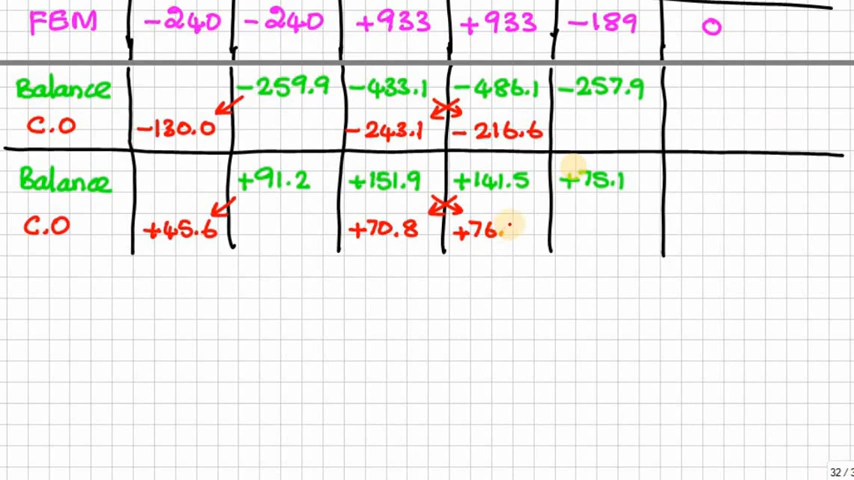 FEM -240 -240 +933 +933 -189 0
Balance -259.9 -433.1 -486.1 -257.9
C.O -130.0 -243.1 -216.6
Balance +91.2 +151.9 +141.5 +75.1
C.O +45.6 +70.8 +76.
32 / 3